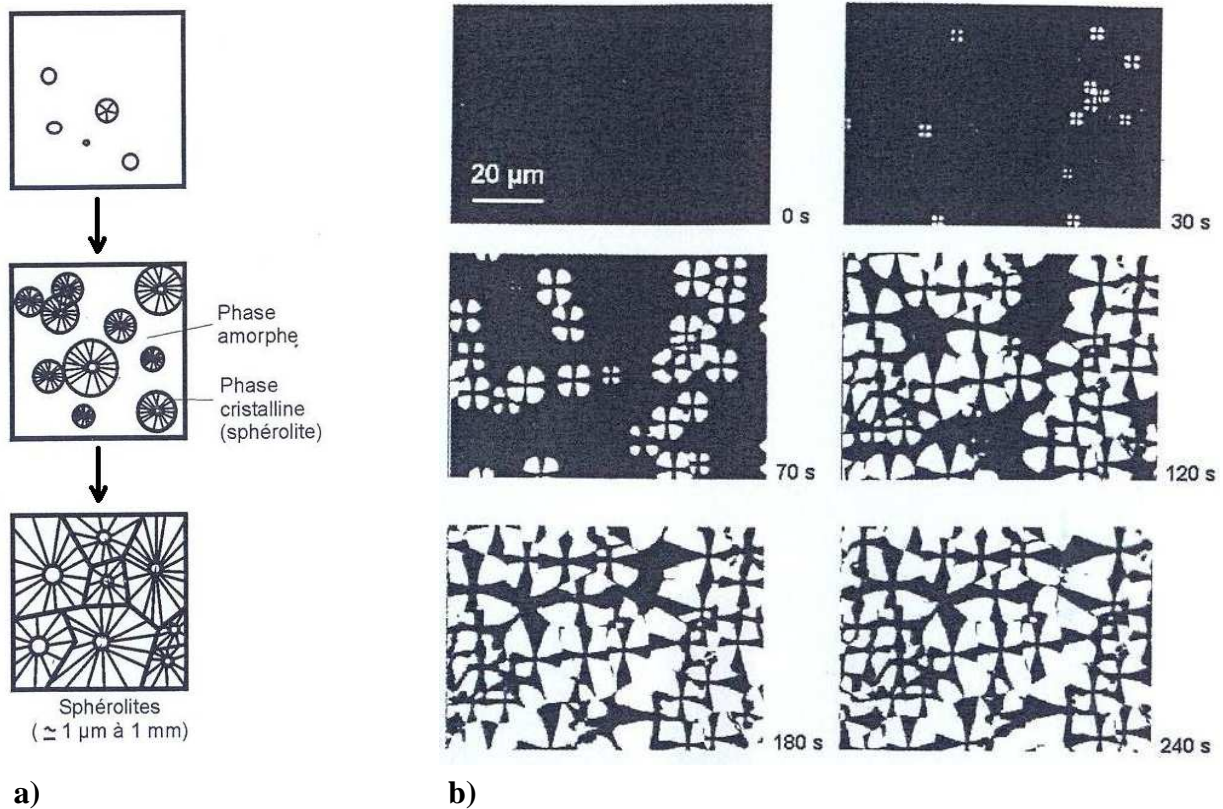 Phase
amorphe
Phase
cristalline
(sphérolite)
Sphérolites
( ≃ 1 µm à 1 mm)
a)
20 µm
0 s
30 s
70 s
120 s
180 s
240 s
b)